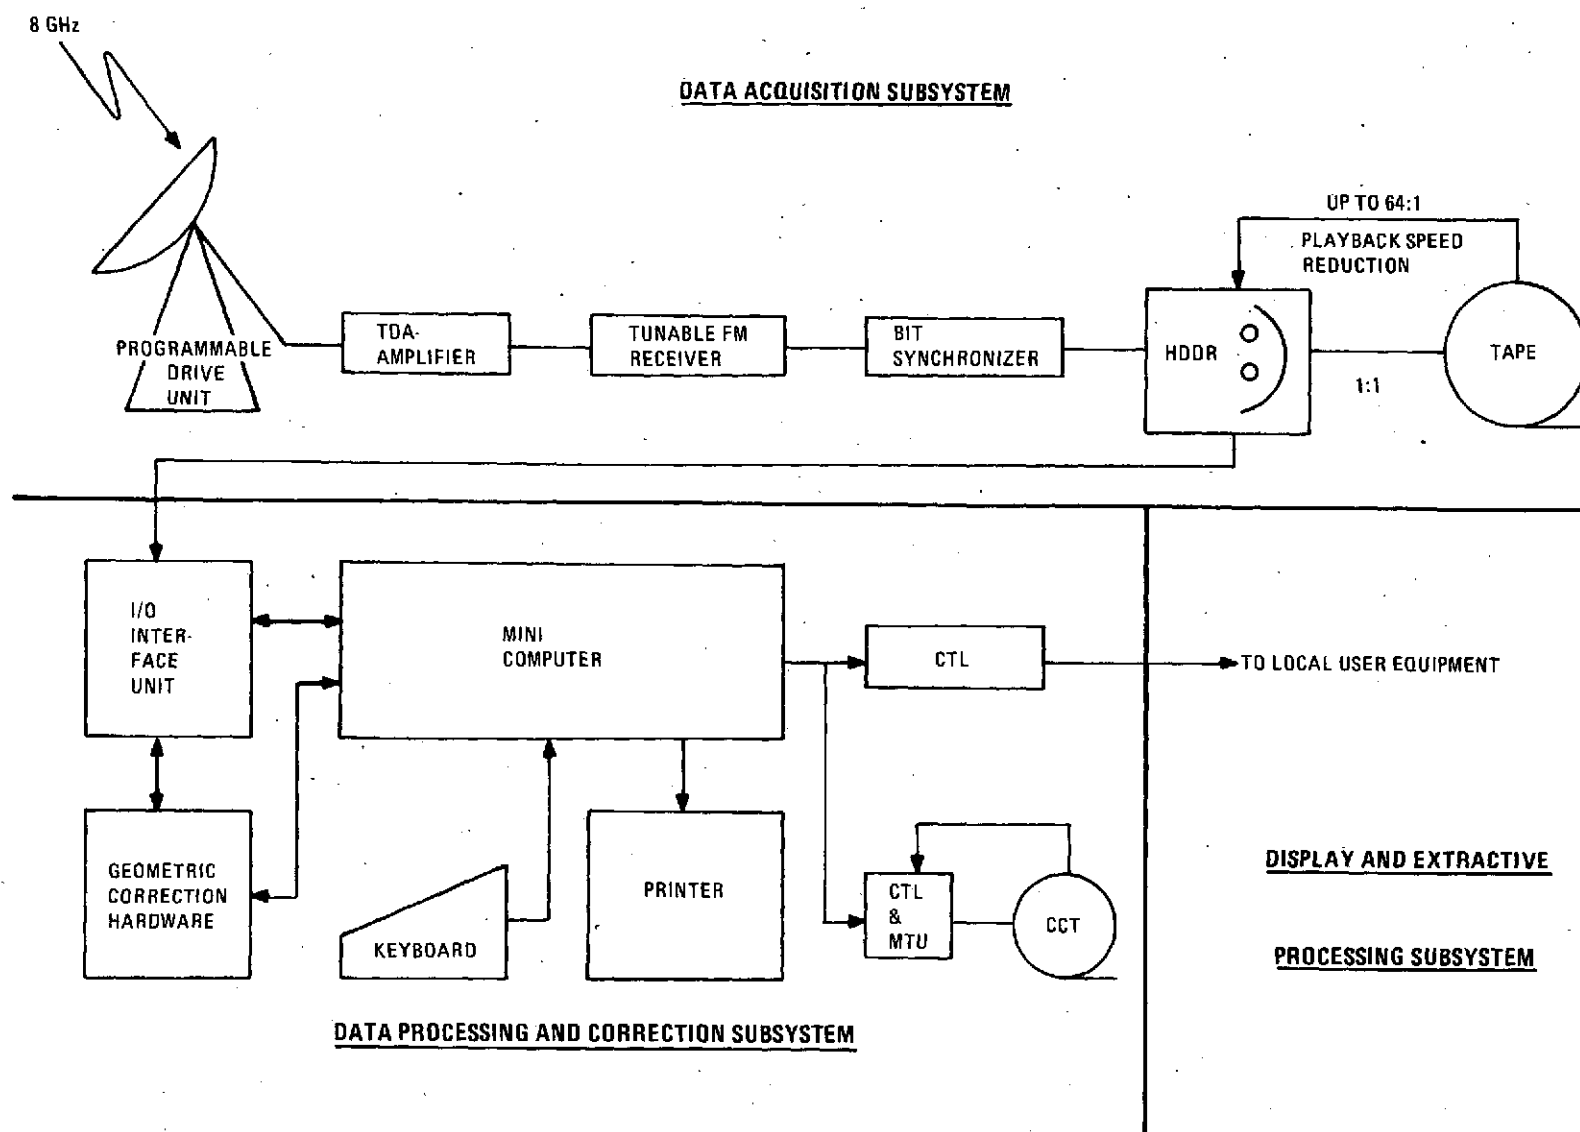 8 GHz
DATA ACQUISITION SUBSYSTEM
UP TO 64:1
PLAYBACK SPEED
REDUCTION
PROGRAMMABLE
DRIVE
UNIT
TDA-
AMPLIFIER
TUNABLE FM
RECEIVER
BIT
SYNCHRONIZER
HDDR
1:1
TAPE
I/O
INTER-
FACE
UNIT
MINI
COMPUTER
CTL
TO LOCAL USER EQUIPMENT
GEOMETRIC
CORRECTION
HARDWARE
KEYBOARD
PRINTER
CTL
&
MTU
CCT
DISPLAY AND EXTRACTIVE
PROCESSING SUBSYSTEM
DATA PROCESSING AND CORRECTION SUBSYSTEM